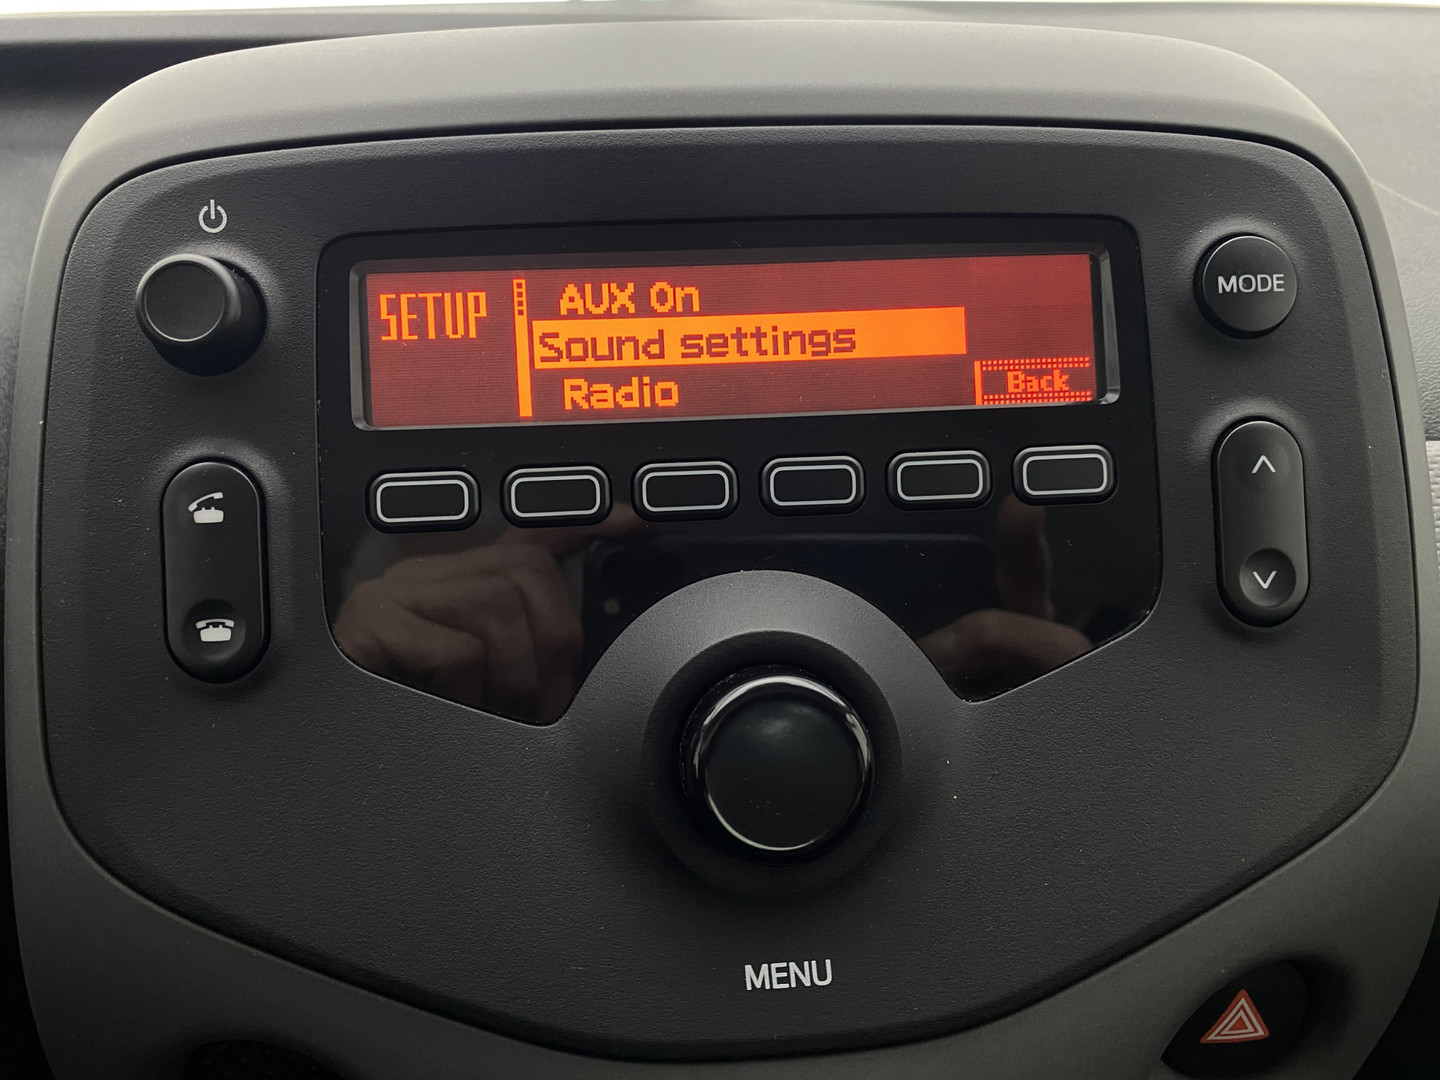 SETUP
AUX On
Sound settings
Radio
Back
MODE
MENU